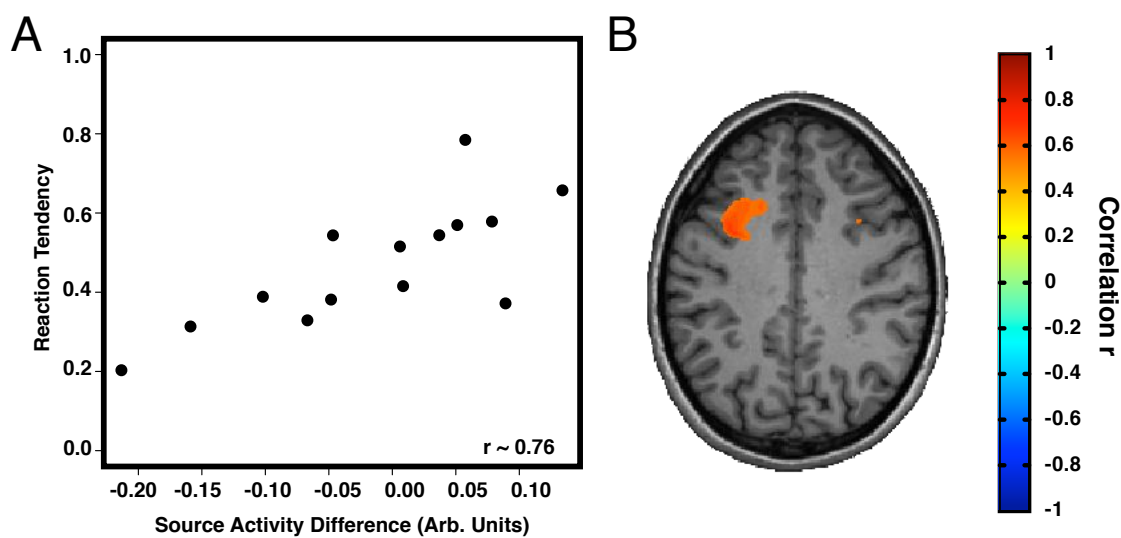 A
1.0
0.8
0.6
0.4
0.2
0.0
Reaction Tendency
r ~ 0.76
-0.20 -0.15 -0.10 -0.05 0.00 0.05 0.10
Source Activity Difference (Arb. Units)
B
1
0.8
0.6
0.4
0.2
0
-0.2
-0.4
-0.6
-0.8
-1
Correlation r